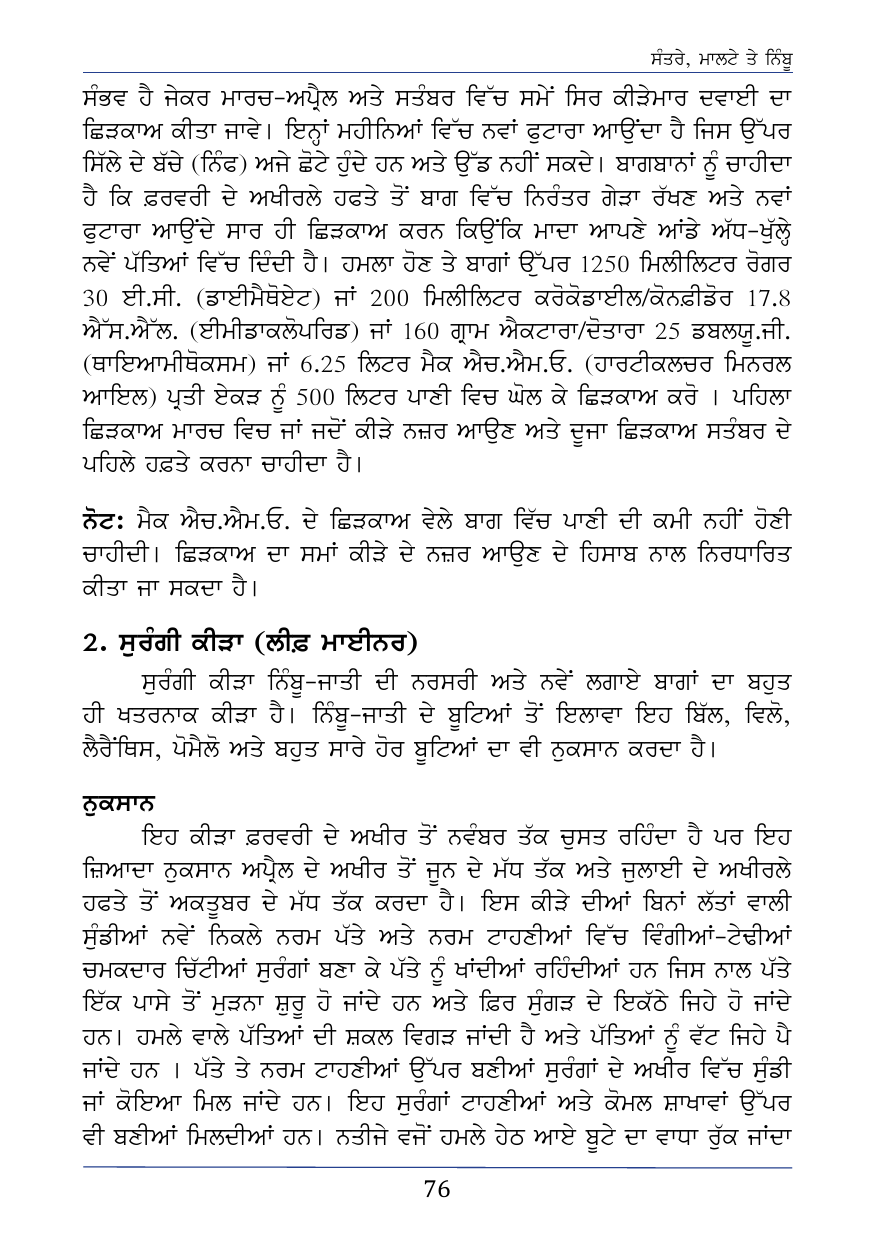 ਸੰਤਰੇ, ਮਾਲਟੇ ਤੇ ਨਿੰਬੂ
ਸੰਭਵ ਹੈ ਜੇਕਰ ਮਾਰਚ-ਅਪ੍ਰੈਲ ਅਤੇ ਸਤੰਬਰ ਵਿੱਚ ਸਮੇਂ ਸਿਰ ਕੀੜੇਮਾਰ ਦਵਾਈ ਦਾ
ਛਿੜਕਾਅ ਕੀਤਾ ਜਾਵੇ। ਇਨ੍ਹਾਂ ਮਹੀਨਿਆਂ ਵਿੱਚ ਨਵਾਂ ਫੁਟਾਰਾ ਆਉਂਦਾ ਹੈ ਜਿਸ ਉੱਪਰ
ਸਿੱਲੇ ਦੇ ਬੱਚੇ (ਨਿੰਫ) ਅਜੇ ਛੋਟੇ ਹੁੰਦੇ ਹਨ ਅਤੇ ਉੱਡ ਨਹੀਂ ਸਕਦੇ। ਬਾਗਬਾਨਾਂ ਨੂੰ ਚਾਹੀਦਾ
ਹੈ ਕਿ ਫ਼ਰਵਰੀ ਦੇ ਅਖੀਰਲੇ ਹਫਤੇ ਤੋਂ ਬਾਗ ਵਿੱਚ ਨਿਰੰਤਰ ਗੇੜਾ ਰੱਖਣ ਅਤੇ ਨਵਾਂ
ਫੁਟਾਰਾ ਆਉਂਦੇ ਸਾਰ ਹੀ ਛਿੜਕਾਅ ਕਰਨ ਕਿਉਂਕਿ ਮਾਦਾ ਆਪਣੇ ਆਂਡੇ ਅੱਧ-ਖੁੱਲ੍ਹੇ
ਨਵੇਂ ਪੱਤਿਆਂ ਵਿੱਚ ਦਿੰਦੀ ਹੈ। ਹਮਲਾ ਹੋਣ ਤੇ ਬਾਗਾਂ ਉੱਪਰ 1250 ਮਿਲੀਲਿਟਰ ਰੋਗਰ
30 ਈ.ਸੀ. (ਡਾਈਮੈਥੋਏਟ) ਜਾਂ 200 ਮਿਲੀਲਿਟਰ ਕਰੋਕੋਡਾਈਲ/ਕੋਨਫ਼ੀਡੋਰ 17.8
ਐੱਸ.ਐੱਲ. (ਈਮੀਡਾਕਲੋਪਰਿਡ) ਜਾਂ 160 ਗ੍ਰਾਮ ਐਕਟਾਰਾ/ਦੋਤਾਰਾ 25 ਡਬਲਯੂ.ਜੀ.
(ਥਾਇਆਮੀਥੋਕਸਮ) ਜਾਂ 6.25 ਲਿਟਰ ਮੈਕ ਐਚ.ਐਮ.ਓ. (ਹਾਰਟੀਕਲਚਰ ਮਿਨਰਲ
ਆਇਲ) ਪ੍ਰਤੀ ਏਕੜ ਨੂੰ 500 ਲਿਟਰ ਪਾਣੀ ਵਿਚ ਘੋਲ ਕੇ ਛਿੜਕਾਅ ਕਰੋ । ਪਹਿਲਾ
ਛਿੜਕਾਅ ਮਾਰਚ ਵਿਚ ਜਾਂ ਜਦੋਂ ਕੀੜੇ ਨਜ਼ਰ ਆਉਣ ਅਤੇ ਦੂਜਾ ਛਿੜਕਾਅ ਸਤੰਬਰ ਦੇ
ਪਹਿਲੇ ਹਫ਼ਤੇ ਕਰਨਾ ਚਾਹੀਦਾ ਹੈ।
ਨੋਟ: ਮੈਕ ਐਚ.ਐਮ.ਓ. ਦੇ ਛਿੜਕਾਅ ਵੇਲੇ ਬਾਗ ਵਿੱਚ ਪਾਣੀ ਦੀ ਕਮੀ ਨਹੀਂ ਹੋਣੀ
ਚਾਹੀਦੀ। ਛਿੜਕਾਅ ਦਾ ਸਮਾਂ ਕੀੜੇ ਦੇ ਨਜ਼ਰ ਆਉਣ ਦੇ ਹਿਸਾਬ ਨਾਲ ਨਿਰਧਾਰਿਤ
ਕੀਤਾ ਜਾ ਸਕਦਾ ਹੈ।
2. ਸੁਰੰਗੀ ਕੀੜਾ (ਲੀਫ਼ ਮਾਈਨਰ)
ਸੁਰੰਗੀ ਕੀੜਾ ਨਿੰਬੂ-ਜਾਤੀ ਦੀ ਨਰਸਰੀ ਅਤੇ ਨਵੇਂ ਲਗਾਏ ਬਾਗਾਂ ਦਾ ਬਹੁਤ
ਹੀ ਖਤਰਨਾਕ ਕੀੜਾ ਹੈ। ਨਿੰਬੂ-ਜਾਤੀ ਦੇ ਬੂਟਿਆਂ ਤੋਂ ਇਲਾਵਾ ਇਹ ਬਿੱਲ, ਵਿਲੋ,
ਲੈਰੈਂਥਿਸ, ਪੋਮੈਲੋ ਅਤੇ ਬਹੁਤ ਸਾਰੇ ਹੋਰ ਬੂਟਿਆਂ ਦਾ ਵੀ ਨੁਕਸਾਨ ਕਰਦਾ ਹੈ।
ਨੁਕਸਾਨ
ਇਹ ਕੀੜਾ ਫ਼ਰਵਰੀ ਦੇ ਅਖੀਰ ਤੋਂ ਨਵੰਬਰ ਤੱਕ ਚੁਸਤ ਰਹਿੰਦਾ ਹੈ ਪਰ ਇਹ
ਜ਼ਿਆਦਾ ਨੁਕਸਾਨ ਅਪ੍ਰੈਲ ਦੇ ਅਖੀਰ ਤੋਂ ਜੂਨ ਦੇ ਮੱਧ ਤੱਕ ਅਤੇ ਜੁਲਾਈ ਦੇ ਅਖੀਰਲੇ
ਹਫਤੇ ਤੋਂ ਅਕਤੂਬਰ ਦੇ ਮੱਧ ਤੱਕ ਕਰਦਾ ਹੈ। ਇਸ ਕੀੜੇ ਦੀਆਂ ਬਿਨਾਂ ਲੱਤਾਂ ਵਾਲੀ
ਸੁੰਡੀਆਂ ਨਵੇਂ ਨਿਕਲੇ ਨਰਮ ਪੱਤੇ ਅਤੇ ਨਰਮ ਟਾਹਣੀਆਂ ਵਿੱਚ ਵਿੰਗੀਆਂ-ਟੇਢੀਆਂ
ਚਮਕਦਾਰ ਚਿੱਟੀਆਂ ਸੁਰੰਗਾਂ ਬਣਾ ਕੇ ਪੱਤੇ ਨੂੰ ਖਾਂਦੀਆਂ ਰਹਿੰਦੀਆਂ ਹਨ ਜਿਸ ਨਾਲ ਪੱਤੇ
ਇੱਕ ਪਾਸੇ ਤੋਂ ਮੁੜਨਾ ਸ਼ੁਰੂ ਹੋ ਜਾਂਦੇ ਹਨ ਅਤੇ ਫ਼ਿਰ ਸੁੰਗੜ ਦੇ ਇਕੱਠੇ ਜਿਹੇ ਹੋ ਜਾਂਦੇ
ਹਨ। ਹਮਲੇ ਵਾਲੇ ਪੱਤਿਆਂ ਦੀ ਸ਼ਕਲ ਵਿਗੜ ਜਾਂਦੀ ਹੈ ਅਤੇ ਪੱਤਿਆਂ ਨੂੰ ਵੱਟ ਜਿਹੇ ਪੈ
ਜਾਂਦੇ ਹਨ । ਪੱਤੇ ਤੇ ਨਰਮ ਟਾਹਣੀਆਂ ਉੱਪਰ ਬਣੀਆਂ ਸੁਰੰਗਾਂ ਦੇ ਅਖੀਰ ਵਿੱਚ ਸੁੰਡੀ
ਜਾਂ ਕੋਇਆ ਮਿਲ ਜਾਂਦੇ ਹਨ। ਇਹ ਸੁਰੰਗਾਂ ਟਾਹਣੀਆਂ ਅਤੇ ਕੋਮਲ ਸ਼ਾਖਾਵਾਂ ਉੱਪਰ
ਵੀ ਬਣੀਆਂ ਮਿਲਦੀਆਂ ਹਨ। ਨਤੀਜੇ ਵਜੋਂ ਹਮਲੇ ਹੇਠ ਆਏ ਬੂਟੇ ਦਾ ਵਾਧਾ ਰੁੱਕ ਜਾਂਦਾ
76